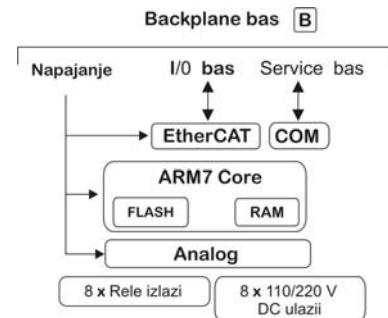 Backplane bas B
Napajanje
I/0 bas
Service bas
EtherCAT
COM
ARM7 Core
FLASH
RAM
Analog
8 x Rele izlazi
8 x 110/220 V
DC ulazii